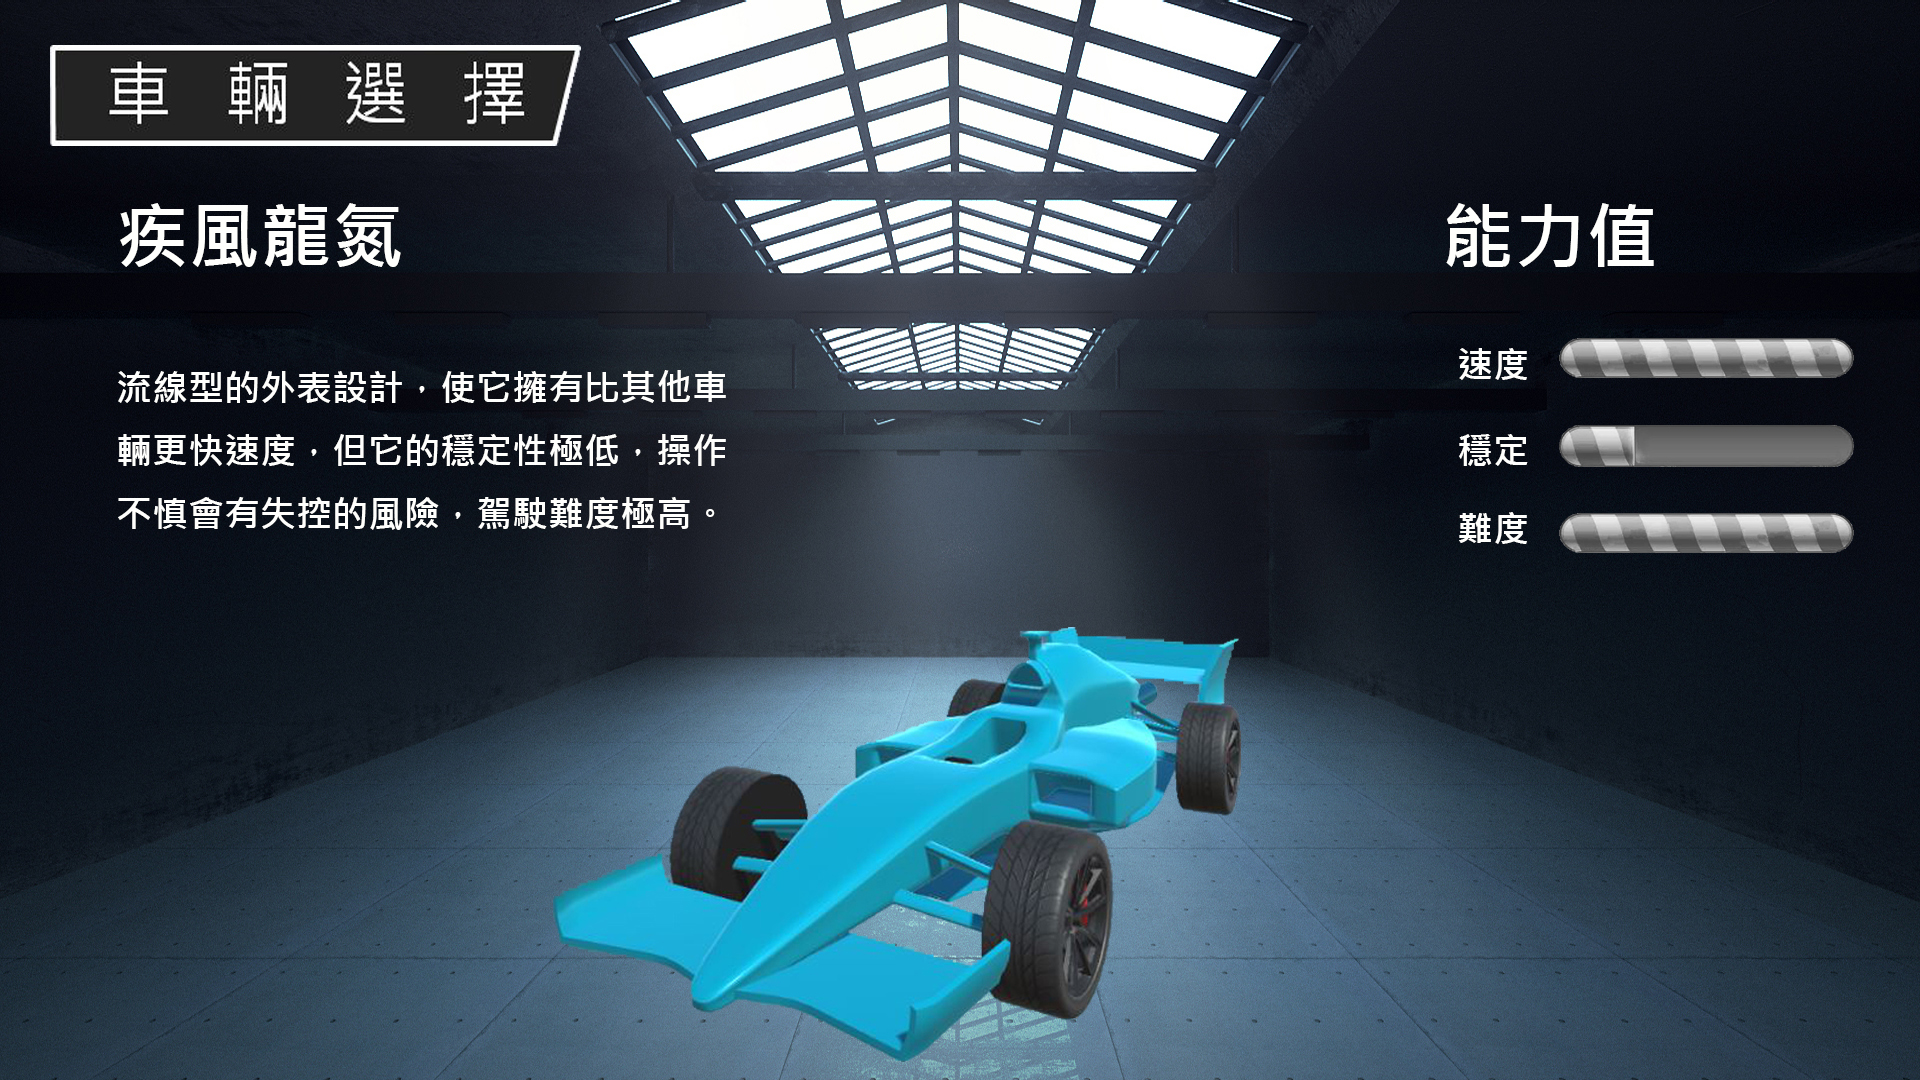 車輛選擇
疾風龍氮
流線型的外表設計，使它擁有比其他車
輛更快速度，但它的穩定性極低，操作
不慎會有失控的風險，駕駛難度極高。
能力值
速度
穩定
難度